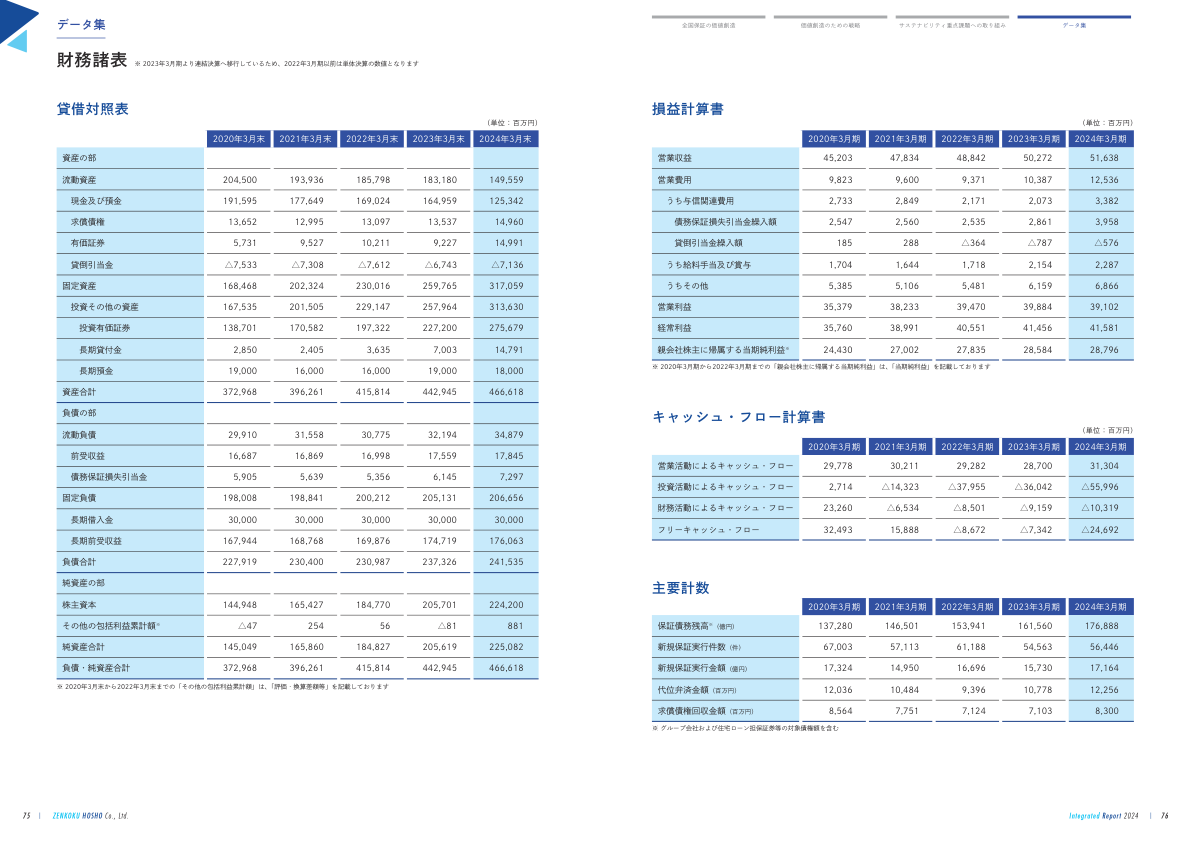 データ集
全国保証の価値創造
価値創造のための戦略
サステナビリティ重点課題への取り組み
データ集
財務諸表 ※ 2023年3月期より連結決算へ移行しているため、2022年3月期以前は単体決算の数値となります
貸借対照表
（単位：百万円）
2020年3月末 2021年3月末 2022年3月末 2023年3月末 2024年3月末
資産の部
流動資産 204,500 193,936 185,798 183,180 149,559
現金及び預金 191,595 177,649 169,024 164,959 125,342
求償債権 13,652 12,995 13,097 13,537 14,960
有価証券 5,731 9,527 10,211 9,227 14,991
貸倒引当金 △7,533 △7,308 △7,612 △6,743 △7,136
固定資産 168,468 202,324 230,016 259,765 317,059
投資その他の資産 167,535 201,505 229,147 257,964 313,630
投資有価証券 138,701 170,582 197,322 227,200 275,679
長期貸付金 2,850 2,405 3,635 7,003 14,791
長期預金 19,000 16,000 16,000 19,000 18,000
資産合計 372,968 396,261 415,814 442,945 466,618
負債の部
流動負債 29,910 31,558 30,775 32,194 34,879
前受収益 16,687 16,869 16,998 17,559 17,845
債務保証損失引当金 5,905 5,639 5,356 6,145 7,297
固定負債 198,008 198,841 200,212 205,131 206,656
長期借入金 30,000 30,000 30,000 30,000 30,000
長期前受収益 167,944 168,768 169,876 174,719 176,063
負債合計 227,919 230,400 230,987 237,326 241,535
純資産の部
株主資本 144,948 165,427 184,770 205,701 224,200
その他の包括利益累計額※ △47 254 56 △81 881
純資産合計 145,049 165,860 184,827 205,619 225,082
負債・純資産合計 372,968 396,261 415,814 442,945 466,618
※ 2020年3月末から2022年3月末までの「その他の包括利益累計額」は、「評価・換算差額等」を記載しております
損益計算書
（単位：百万円）
2020年3月期 2021年3月期 2022年3月期 2023年3月期 2024年3月期
営業収益 45,203 47,834 48,842 50,272 51,638
営業費用 9,823 9,600 9,371 10,387 12,536
うち与信関連費用 2,733 2,849 2,171 2,073 3,382
債務保証損失引当金繰入額 2,547 2,560 2,535 2,861 3,958
貸倒引当金繰入額 185 288 △364 △787 △576
うち給料手当及び賞与 1,704 1,644 1,718 2,154 2,287
うちその他 5,385 5,106 5,481 6,159 6,866
営業利益 35,379 38,233 39,470 39,884 39,102
経常利益 35,760 38,991 40,551 41,456 41,581
親会社株主に帰属する当期純利益※ 24,430 27,002 27,835 28,584 28,796
※ 2020年3月期から2022年3月期までの「親会社株主に帰属する当期純利益」は、「当期純利益」を記載しております
キャッシュ・フロー計算書
（単位：百万円）
2020年3月期 2021年3月期 2022年3月期 2023年3月期 2024年3月期
営業活動によるキャッシュ・フロー 29,778 30,211 29,282 28,700 31,304
投資活動によるキャッシュ・フロー 2,714 △14,323 △37,955 △36,042 △55,996
財務活動によるキャッシュ・フロー 23,260 △6,534 △8,501 △9,159 △10,319
フリーキャッシュ・フロー 32,493 15,888 △8,672 △7,342 △24,692
主要計数
2020年3月期 2021年3月期 2022年3月期 2023年3月期 2024年3月期
保証債務残高※（億円） 137,280 146,501 153,941 161,560 176,888
新規保証実行件数（件） 67,003 57,113 61,188 54,563 56,446
新規保証実行金額（億円） 17,324 14,950 16,696 15,730 17,164
代位弁済金額（百万円） 12,036 10,484 9,396 10,778 12,256
求償債権回収金額（百万円） 8,564 7,751 7,124 7,103 8,300
※ グループ会社および住宅ローン担保証券等の対象債権額を含む
75 | ZENKOKU HOSHO Co., Ltd.
Integrated Report 2024 | 76